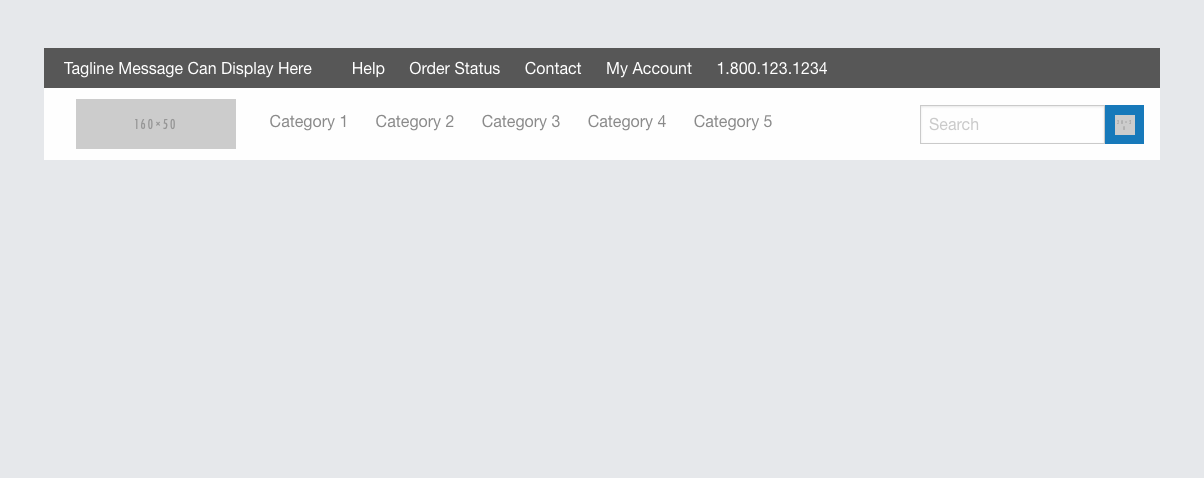 Tagline Message Can Display Here Help Order Status Contact My Account 1.800.123.1234
160×50 Category 1 Category 2 Category 3 Category 4 Category 5 Search